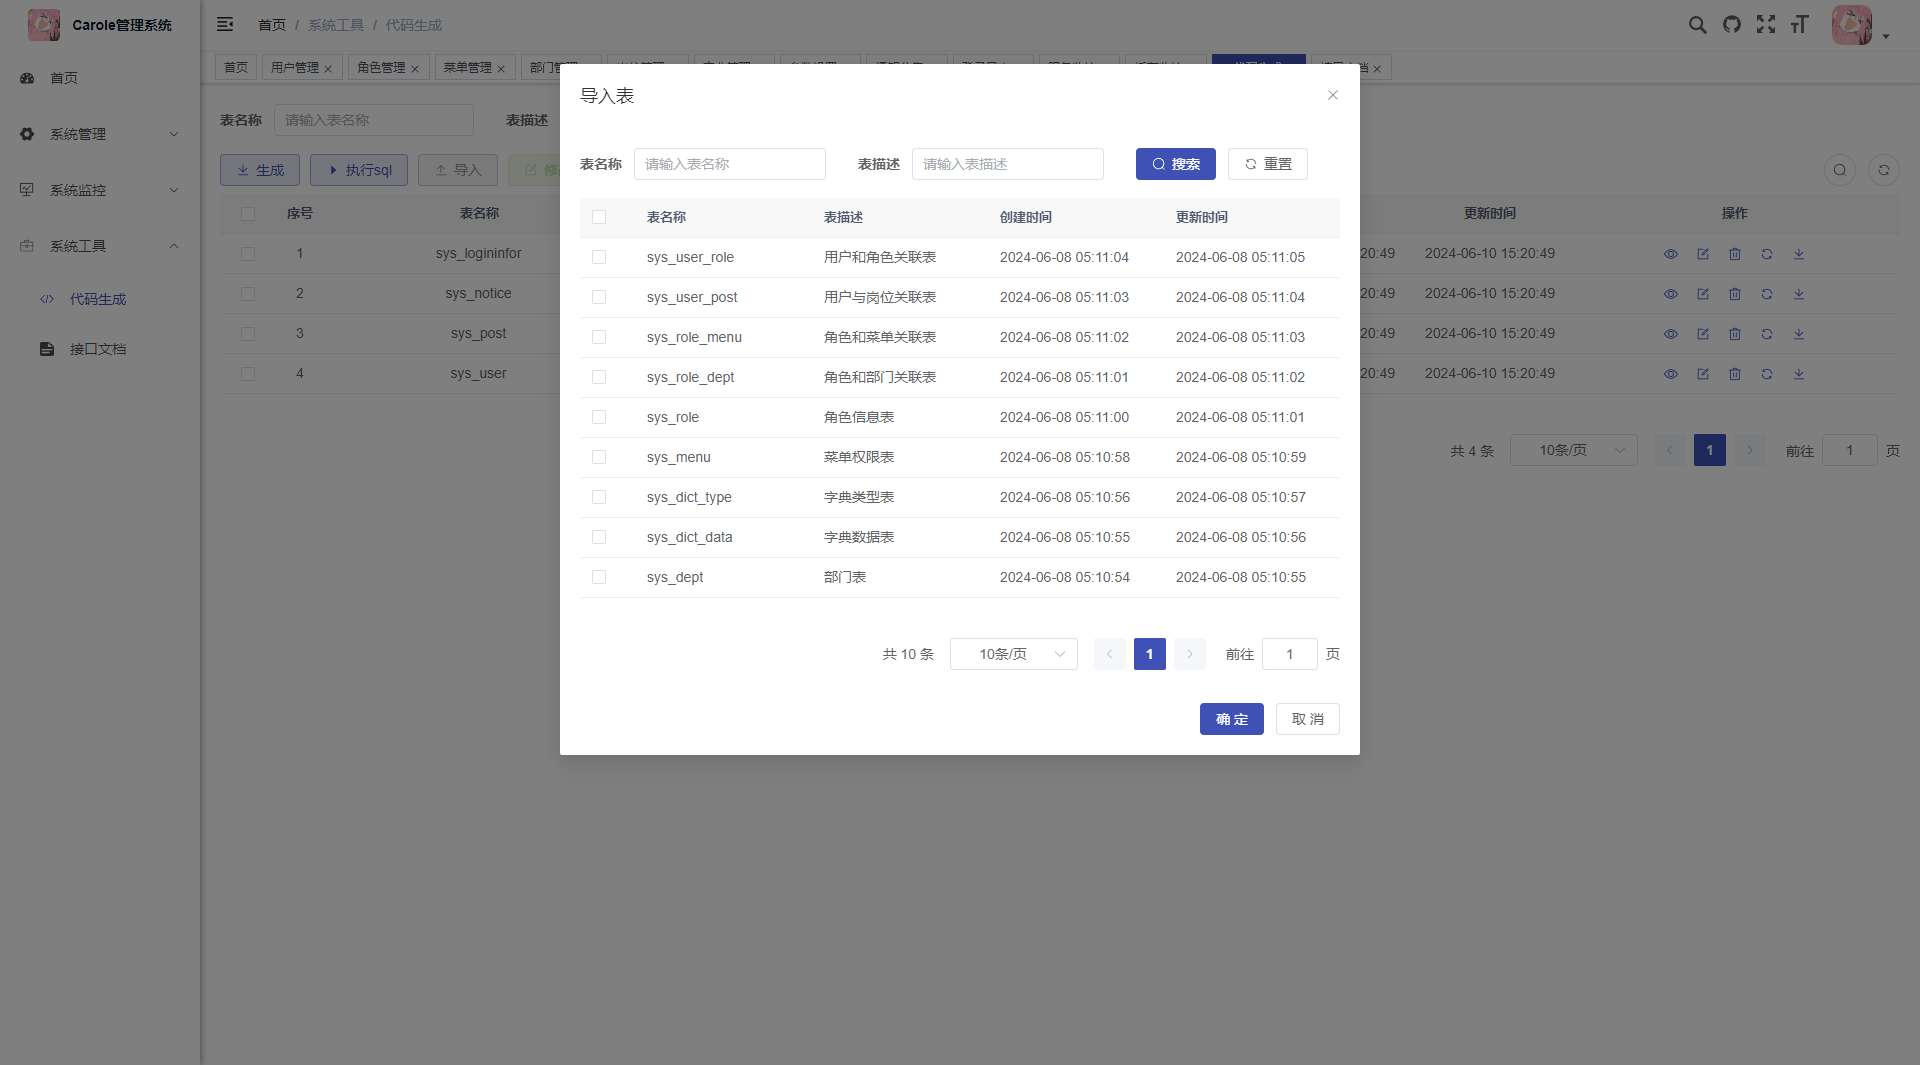 Carole管理系统
首页 / 系统工具 / 代码生成
首页
系统管理
系统监控
系统工具
代码生成
接口文档
首页 用户管理 角色管理 菜单管理
表名称 请输入表名称 表描述
生成 执行sql 导入
序号 表名称 更新时间 操作
1 sys_logininfor 20:49 2024-06-10 15:20:49
2 sys_notice 20:49 2024-06-10 15:20:49
3 sys_post 20:49 2024-06-10 15:20:49
4 sys_user 20:49 2024-06-10 15:20:49
共 4 条 10条/页 1 前往 1 页
导入表
表名称 请输入表名称 表描述 请输入表描述 搜索 重置
表名称 表描述 创建时间 更新时间
sys_user_role 用户和角色关联表 2024-06-08 05:11:04 2024-06-08 05:11:05
sys_user_post 用户与岗位关联表 2024-06-08 05:11:03 2024-06-08 05:11:04
sys_role_menu 角色和菜单关联表 2024-06-08 05:11:02 2024-06-08 05:11:03
sys_role_dept 角色和部门关联表 2024-06-08 05:11:01 2024-06-08 05:11:02
sys_role 角色信息表 2024-06-08 05:11:00 2024-06-08 05:11:01
sys_menu 菜单权限表 2024-06-08 05:10:58 2024-06-08 05:10:59
sys_dict_type 字典类型表 2024-06-08 05:10:56 2024-06-08 05:10:57
sys_dict_data 字典数据表 2024-06-08 05:10:55 2024-06-08 05:10:56
sys_dept 部门表 2024-06-08 05:10:54 2024-06-08 05:10:55
共 10 条 10条/页 1 前往 1 页
确 定 取 消